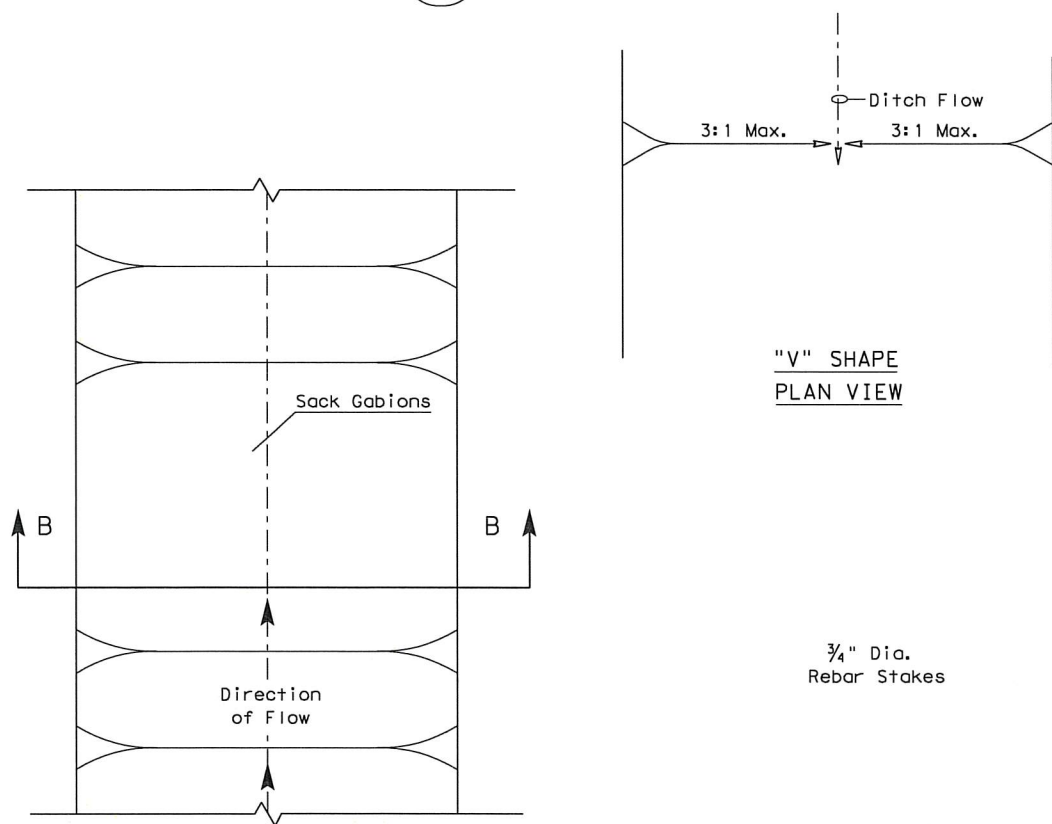 Ditch Flow
3:1 Max.
3:1 Max.
"V" SHAPE
PLAN VIEW
Sack Gabions
B
B
Direction
of Flow
3/4" Dia.
Rebar Stakes